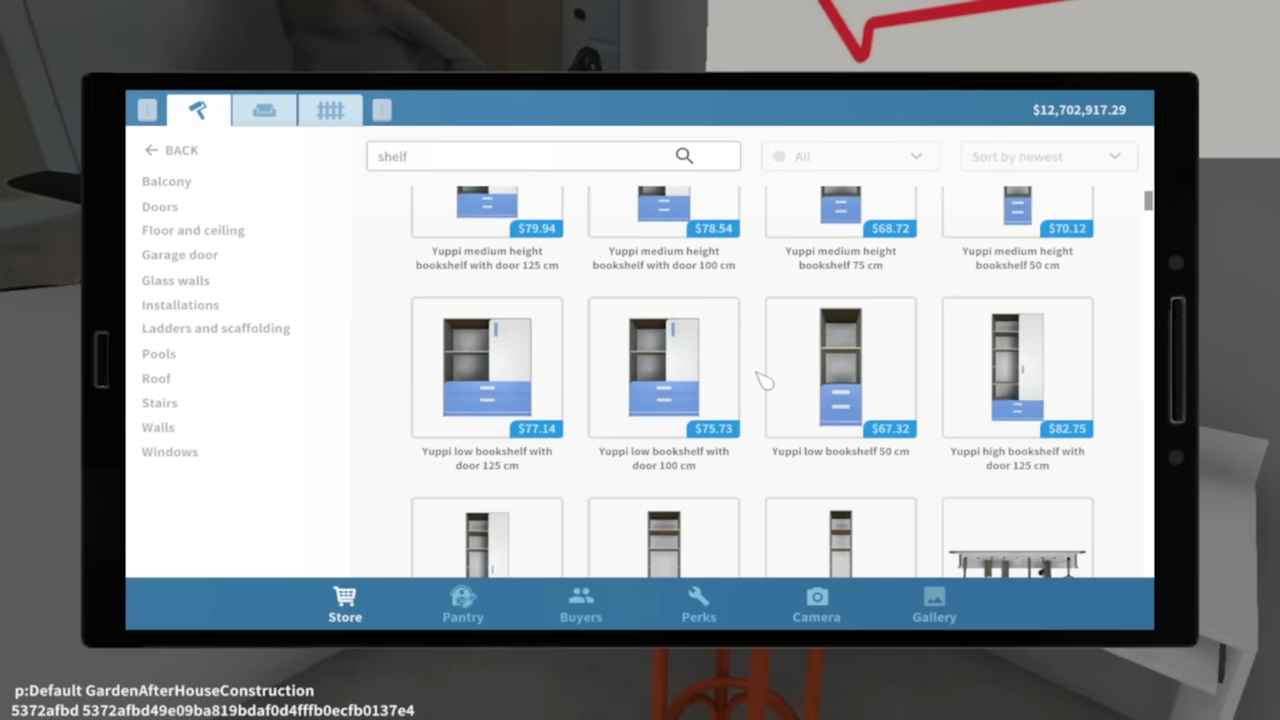 $12,702,917.29
BACK
shelf
All
Sort by newest
Balcony
Doors
Floor and ceiling
Garage door
Glass walls
Installations
Ladders and scaffolding
Pools
Roof
Stairs
Walls
Windows
$79.94
$78.54
$68.72
$70.12
Yuppi medium height
bookshelf with door 125 cm
Yuppi medium height
bookshelf with door 100 cm
Yuppi medium height
bookshelf 75 cm
Yuppi medium height
bookshelf 50 cm
$77.14
$75.73
$67.32
$82.75
Yuppi low bookshelf with
door 125 cm
Yuppi low bookshelf with
door 100 cm
Yuppi low bookshelf 50 cm
Yuppi high bookshelf with
door 125 cm
Store
Pantry
Buyers
Perks
Camera
Gallery
p:Default GardenAfterHouseConstruction
5372afbd 5372afbd49e09ba819bdaf0d4fffb0ecfb0137e4